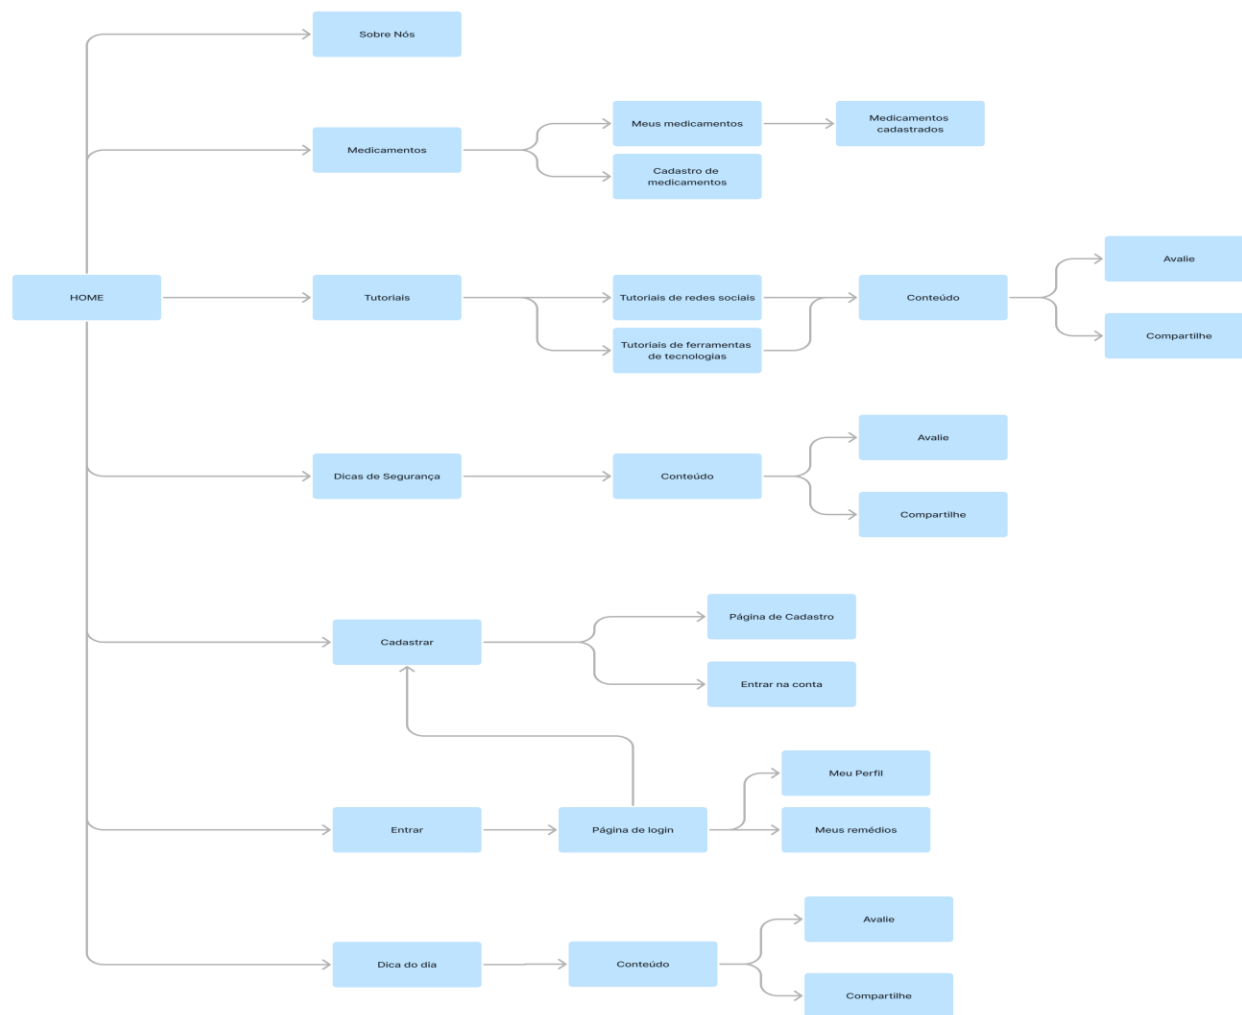 Sobre Nós
Medicamentos
Meus medicamentos
Medicamentos
cadastrados
Cadastro de
medicamentos
HOME
Tutoriais
Tutoriais de redes sociais
Tutoriais de ferramentas
de tecnologias
Conteúdo
Avalie
Compartilhe
Dicas de Segurança
Conteúdo
Avalie
Compartilhe
Cadastrar
Página de Cadastro
Entrar na conta
Entrar
Página de login
Meu Perfil
Meus remédios
Dica do dia
Conteúdo
Avalie
Compartilhe